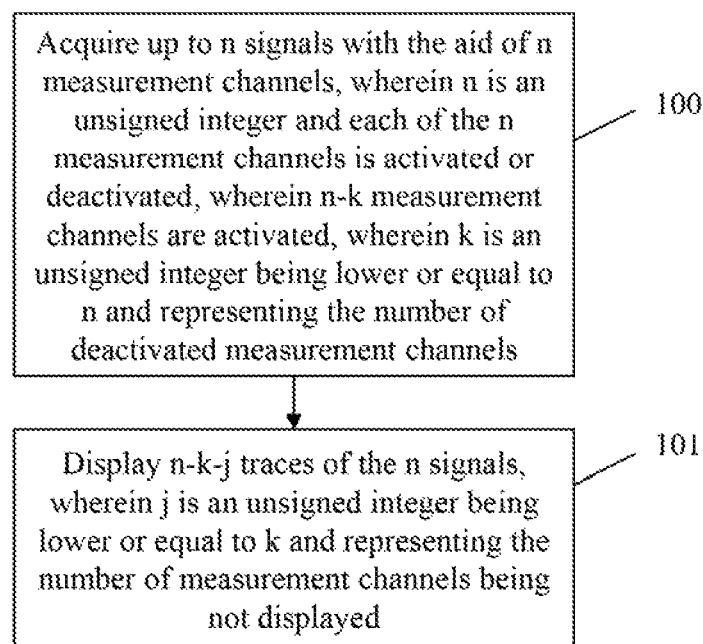 Acquire up to n signals with the aid of n
measurement channels, wherein n is an
unsigned integer and each of the n
measurement channels is activated or
deactivated, wherein n-k measurement
channels are activated, wherein k is an
unsigned integer being lower or equal to
n and representing the number of
deactivated measurement channels
100
Display n-k-j traces of the n signals,
wherein j is an unsigned integer being
lower or equal to k and representing the
number of measurement channels being
not displayed
101